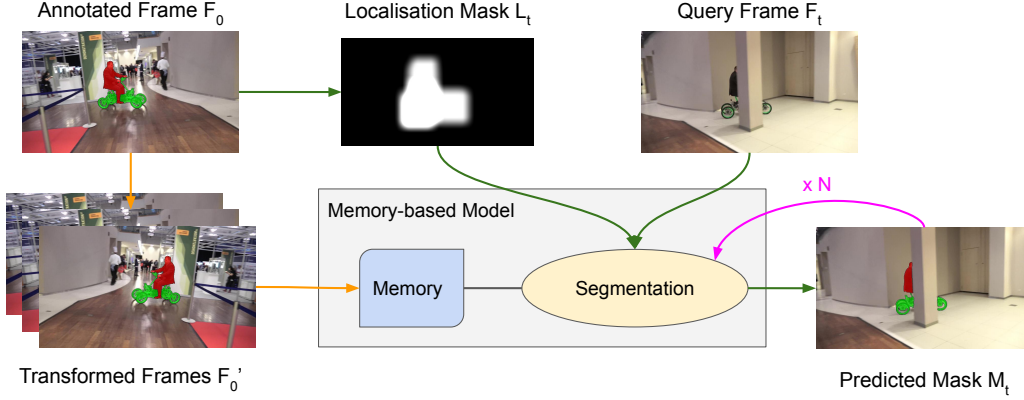 Annotated Frame F0
Localisation Mask Lt
Query Frame Ft
x N
Memory-based Model
Memory
Segmentation
Transformed Frames F0’
Predicted Mask Mt